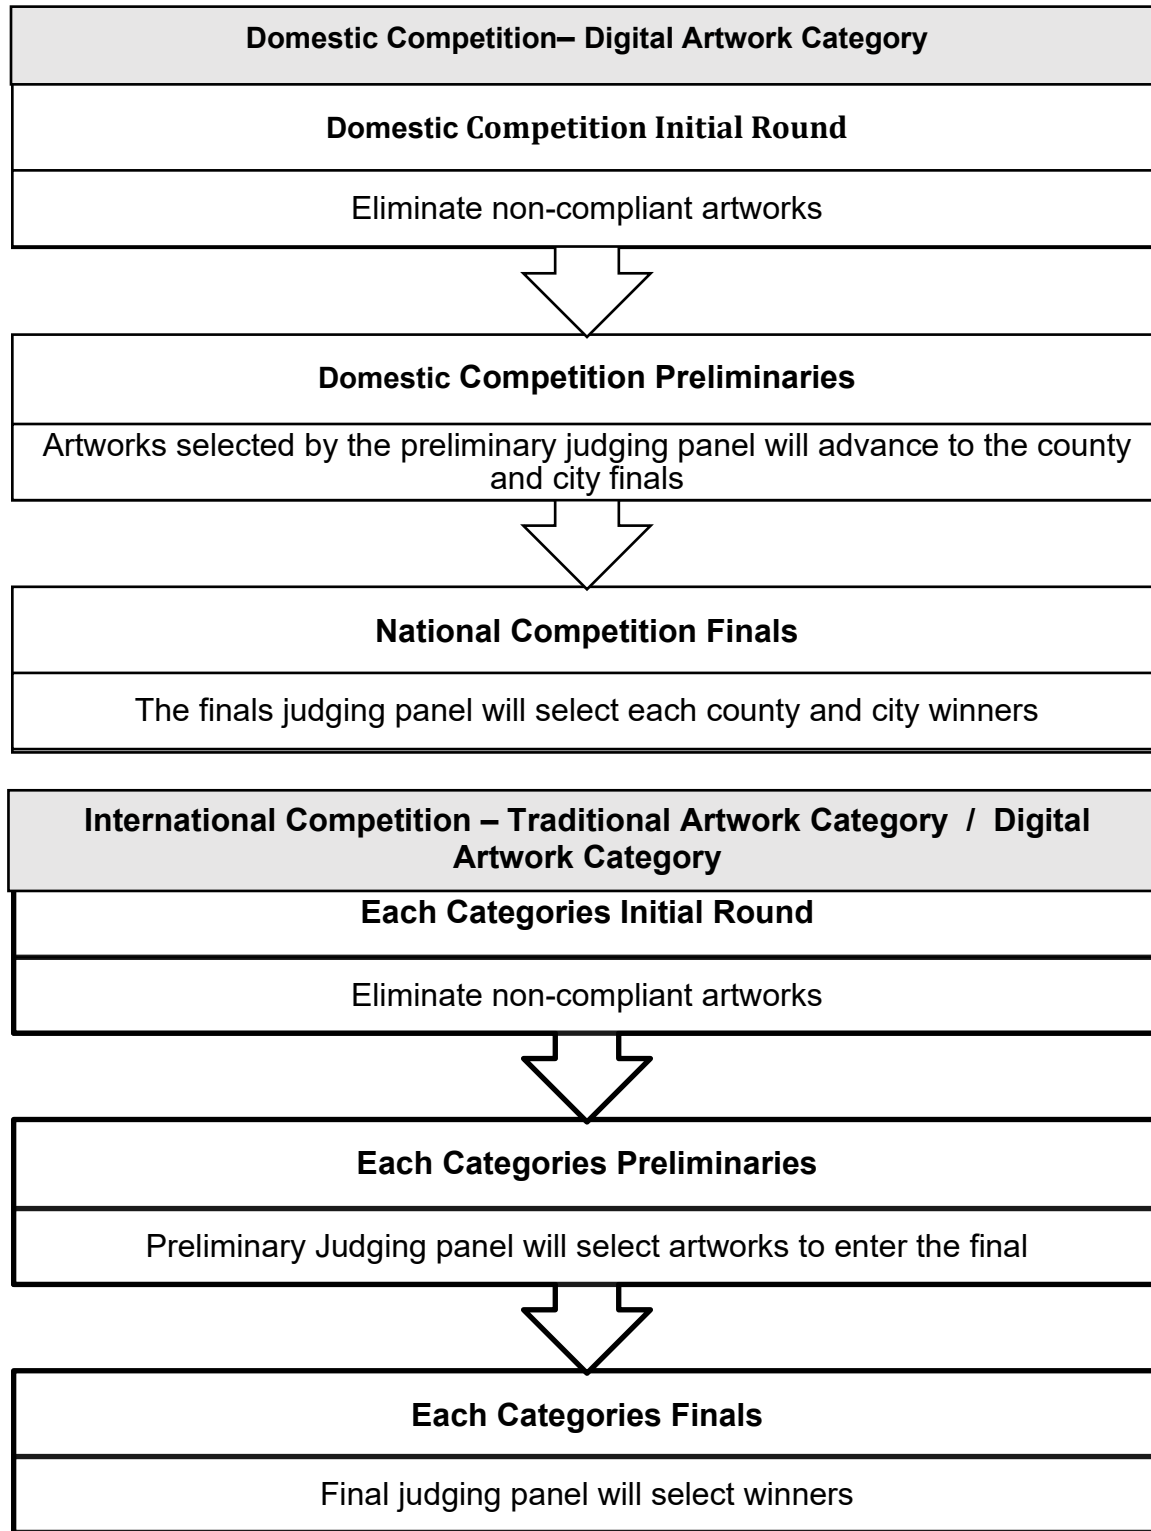 Domestic Competition– Digital Artwork Category
Domestic Competition Initial Round
Eliminate non-compliant artworks
Domestic Competition Preliminaries
Artworks selected by the preliminary judging panel will advance to the county
and city finals
National Competition Finals
The finals judging panel will select each county and city winners
International Competition – Traditional Artwork Category / Digital
Artwork Category
Each Categories Initial Round
Eliminate non-compliant artworks
Each Categories Preliminaries
Preliminary Judging panel will select artworks to enter the final
Each Categories Finals
Final judging panel will select winners